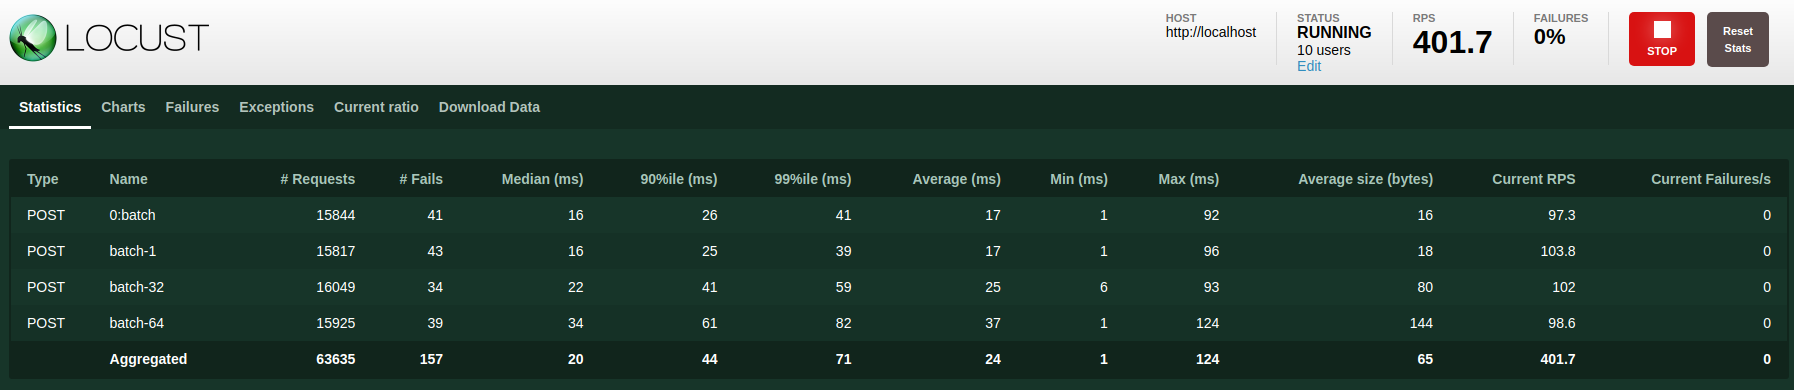 LOCUST
HOST
http://localhost
STATUS
RUNNING
10 users
Edit
RPS
401.7
FAILURES
0%
STOP
Reset
Stats
Statistics Charts Failures Exceptions Current ratio Download Data
Type Name # Requests # Fails Median (ms) 90%ile (ms) 99%ile (ms) Average (ms) Min (ms) Max (ms) Average size (bytes) Current RPS Current Failures/s
POST 0:batch 15844 41 16 26 41 17 1 92 16 97.3 0
POST batch-1 15817 43 16 25 39 17 1 96 18 103.8 0
POST batch-32 16049 34 22 41 59 25 6 93 80 102 0
POST batch-64 15925 39 34 61 82 37 1 124 144 98.6 0
Aggregated 63635 157 20 44 71 24 1 124 65 401.7 0